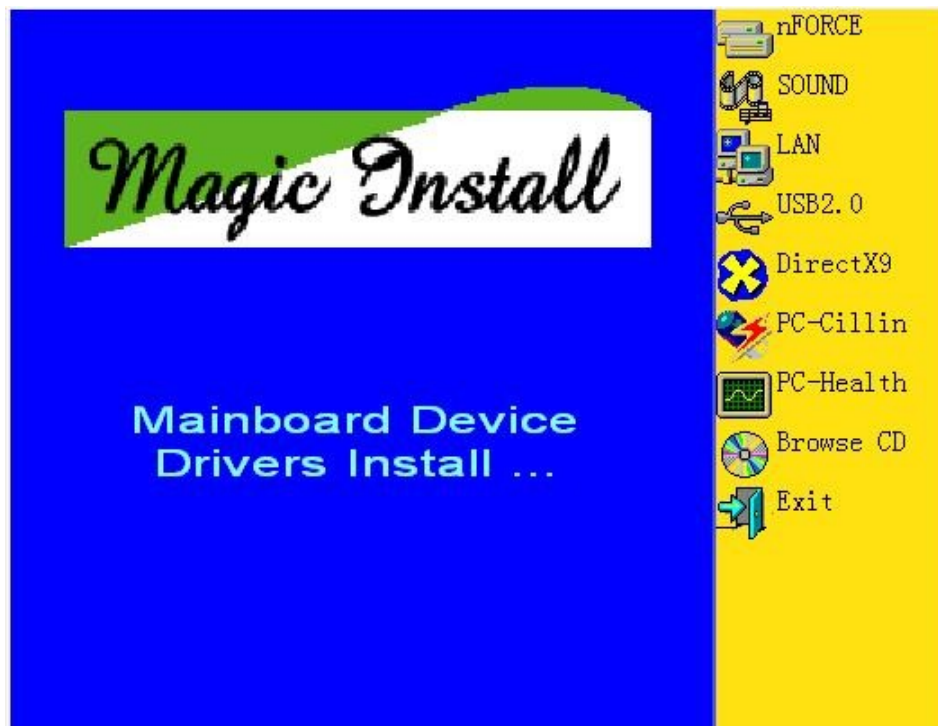 Magic Install
Mainboard Device
Drivers Install ...
nFORCE
SOUND
LAN
USB2.0
DirectX9
PC-Cillin
PC-Health
Browse CD
Exit